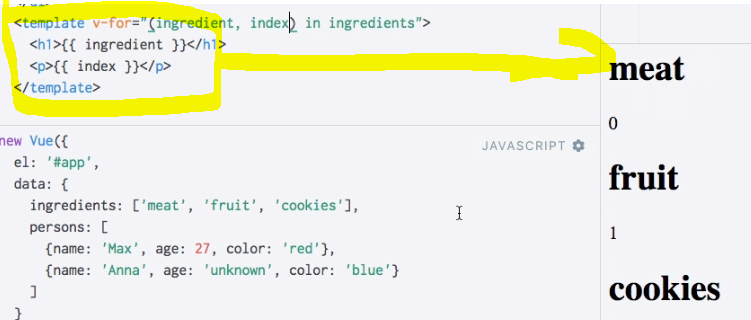 <template v-for="(ingredient, index) in ingredients">
<h1>{{ ingredient }}</h1>
<p>{{ index }}</p>
</template>
new Vue({
JAVASCRIPT
el: '#app',
data: {
ingredients: ['meat', 'fruit', 'cookies'],
persons: [
{name: 'Max', age: 27, color: 'red'},
{name: 'Anna', age: 'unknown', color: 'blue'}
]
}
meat
0
fruit
1
cookies